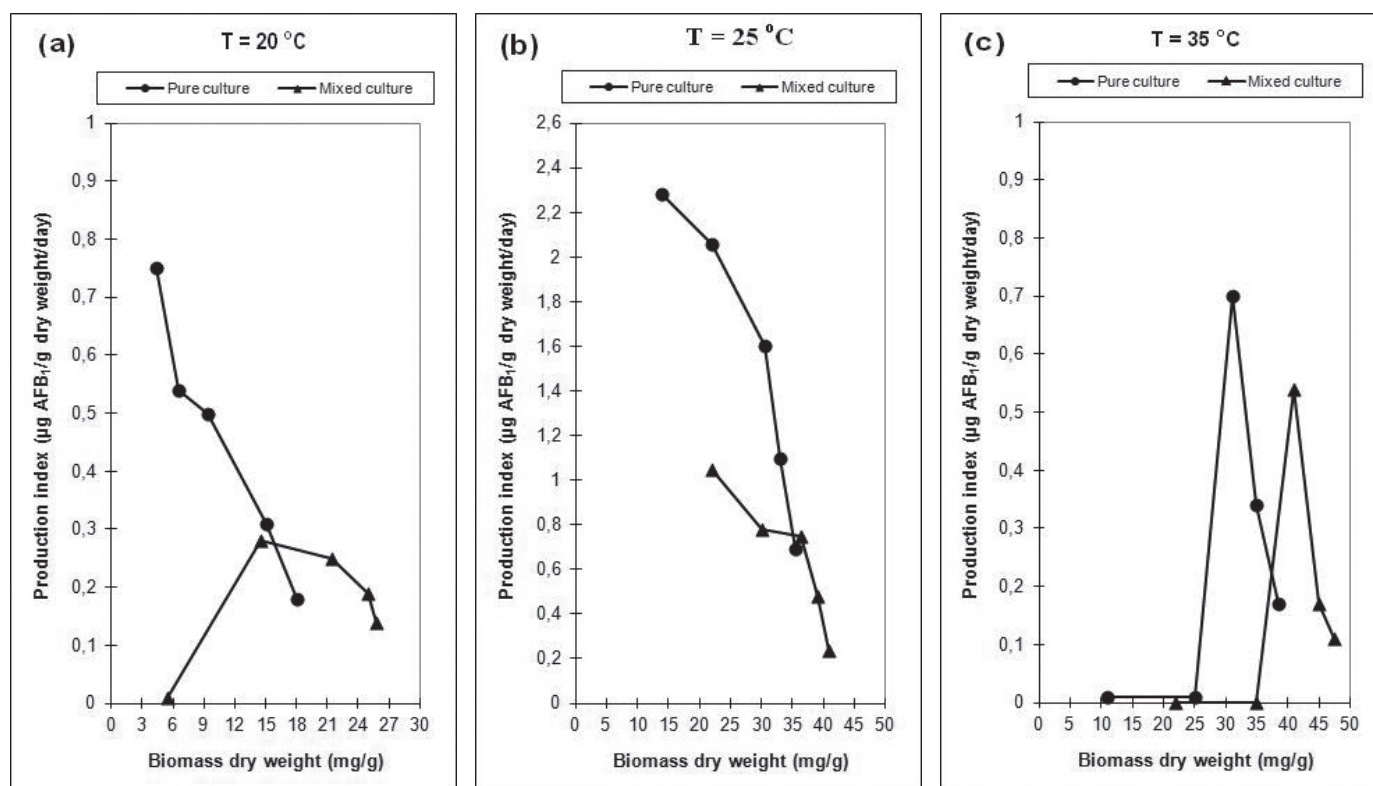 (a)
T = 20 °C
Pure culture
Mixed culture
Production index (µg AFB₁/g dry weight/day)
1
0,9
0,8
0,7
0,6
0,5
0,4
0,3
0,2
0,1
0
0 3 6 9 12 15 18 21 24 27 30
Biomass dry weight (mg/g)
(b)
T = 25 °C
Pure culture
Mixed culture
Production index (µg AFB₁/g dry weight/day)
2,6
2,4
2,2
2
1,8
1,6
1,4
1,2
1
0,8
0,6
0,4
0,2
0
0 5 10 15 20 25 30 35 40 45 50
Biomass dry weight (mg/g)
(c)
T = 35 °C
Pure culture
Mixed culture
Production index (µg AFB₁/g dry weight/day)
1
0,9
0,8
0,7
0,6
0,5
0,4
0,3
0,2
0,1
0
0 5 10 15 20 25 30 35 40 45 50
Biomass dry weight (mg/g)